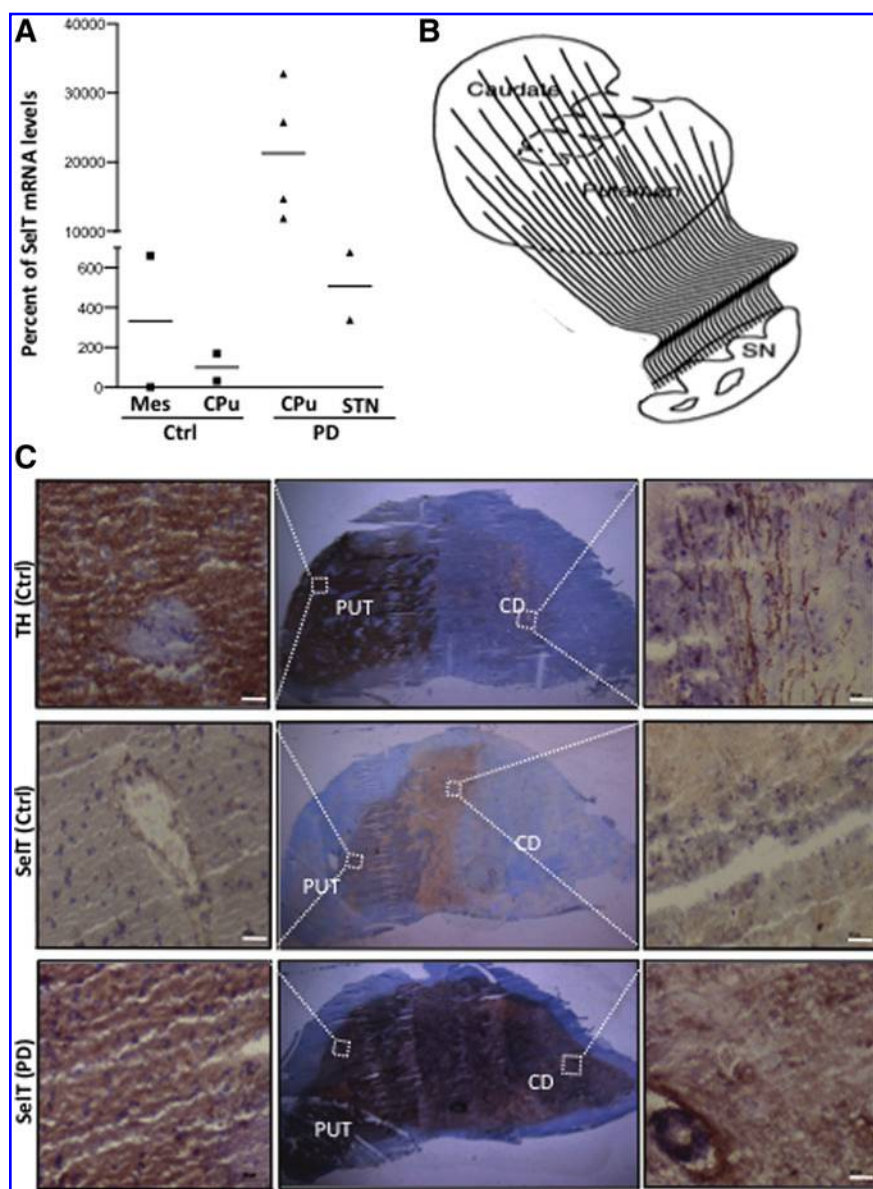 A
Percent of SelT mRNA levels
40000
30000
20000
10000
600
400
200
0
Mes
CPu
CPu
STN
Ctrl
PD
B
Caudate
Putamen
SN
C
TH (Ctrl)
PUT
CD
SelT (Ctrl)
PUT
CD
SelT (PD)
PUT
CD